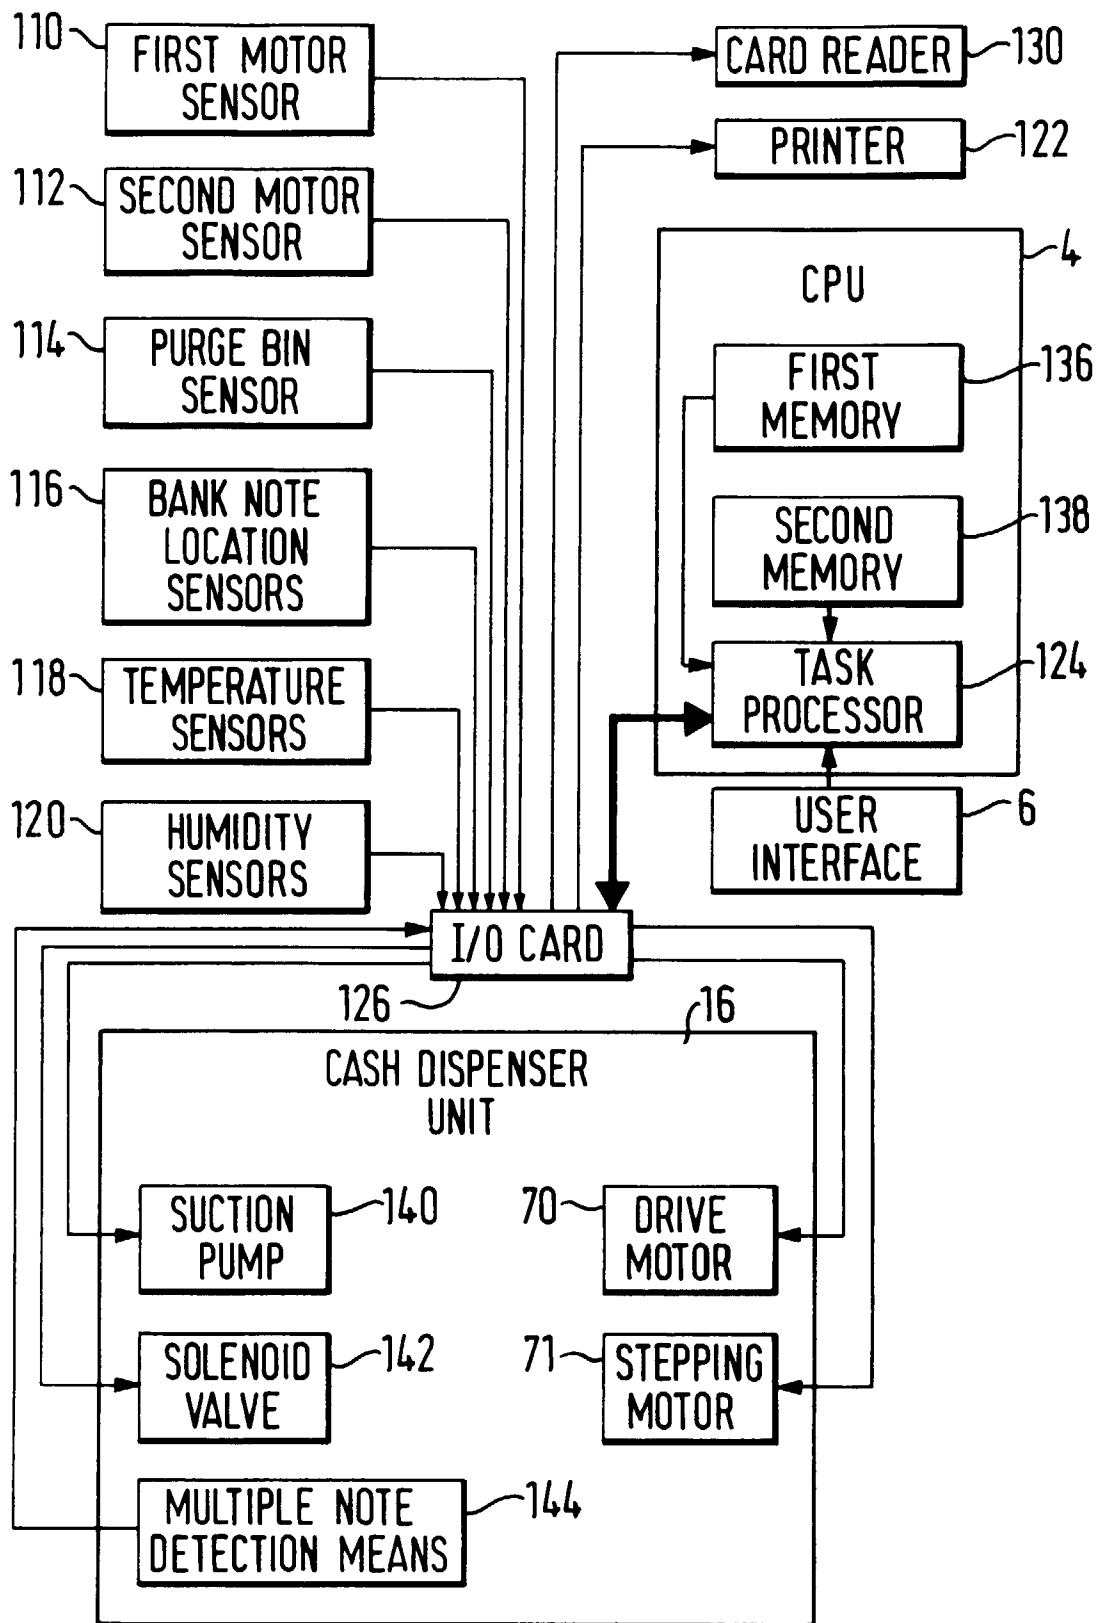 110
FIRST MOTOR
SENSOR
112
SECOND MOTOR
SENSOR
114
PURGE BIN
SENSOR
116
BANK NOTE
LOCATION
SENSORS
118
TEMPERATURE
SENSORS
120
HUMIDITY
SENSORS
CARD READER
130
PRINTER
122
4
CPU
FIRST
MEMORY
136
SECOND
MEMORY
138
TASK
PROCESSOR
124
USER
INTERFACE
6
I/O CARD
126
16
CASH DISPENSER
UNIT
SUCTION
PUMP
140
70
DRIVE
MOTOR
SOLENOID
VALVE
142
71
STEPPING
MOTOR
MULTIPLE NOTE
DETECTION MEANS
144